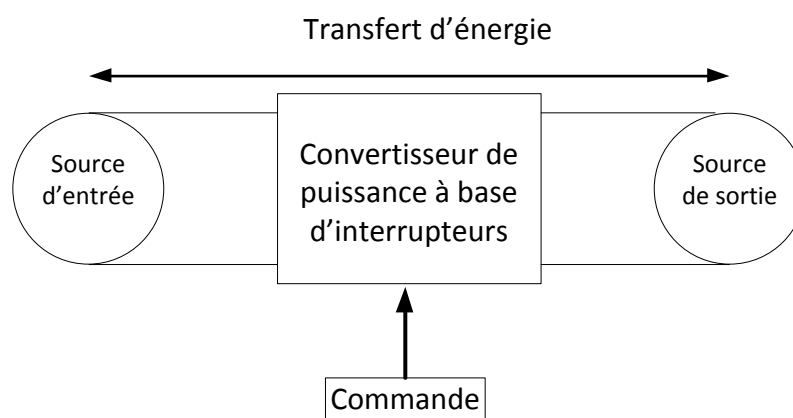 Transfert d’énergie
Source
d’entrée
Convertisseur de
puissance à base
d’interrupteurs
Source
de sortie
Commande